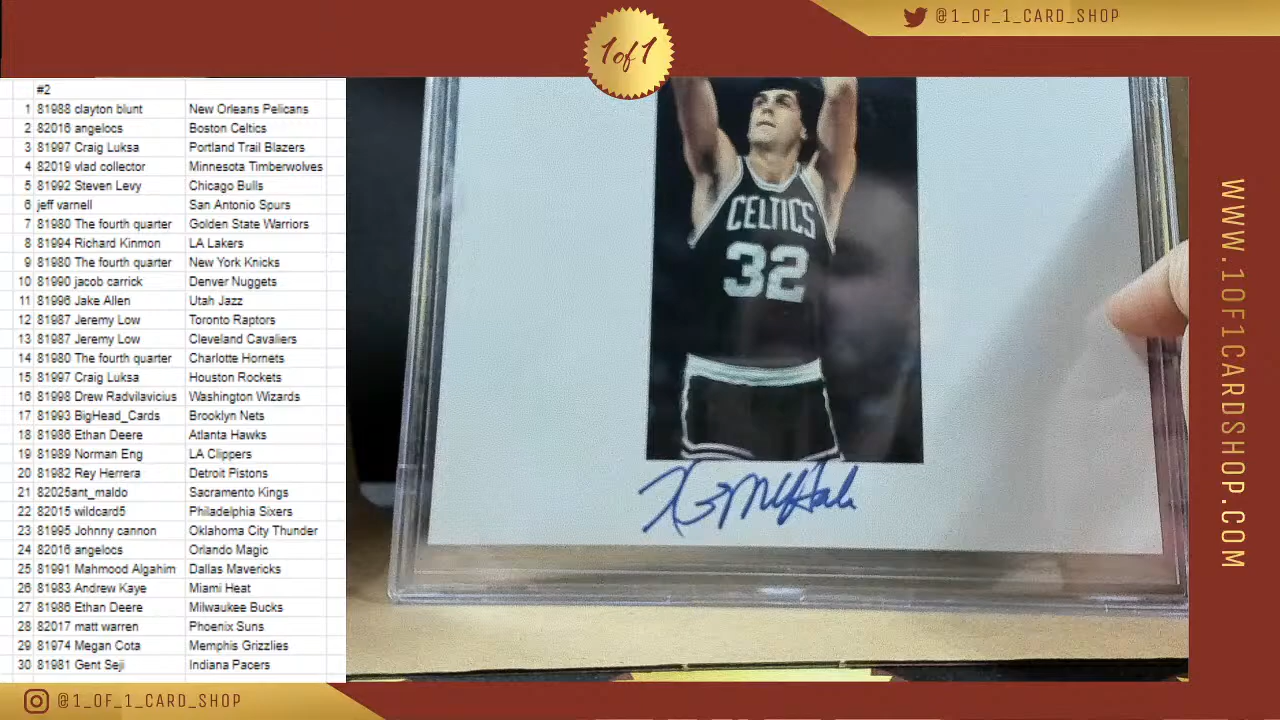 @1_OF_1_CARD_SHOP
1of1
#2
1 81988 clayton blunt New Orleans Pelicans
2 82016 angelocs Boston Celtics
3 81997 Craig Luksa Portland Trail Blazers
4 82019 vlad collector Minnesota Timberwolves
5 81992 Steven Levy Chicago Bulls
6 jeff varnell San Antonio Spurs
7 81980 The fourth quarter Golden State Warriors
8 81994 Richard Kinmon LA Lakers
9 81980 The fourth quarter New York Knicks
10 81990 jacob carrick Denver Nuggets
11 81996 Jake Allen Utah Jazz
12 81987 Jeremy Low Toronto Raptors
13 81987 Jeremy Low Cleveland Cavaliers
14 81980 The fourth quarter Charlotte Hornets
15 81997 Craig Luksa Houston Rockets
16 81998 Drew Radvilavicius Washington Wizards
17 81993 BigHead_Cards Brooklyn Nets
18 81986 Ethan Deere Atlanta Hawks
19 81989 Norman Eng LA Clippers
20 81982 Rey Herrera Detroit Pistons
21 82025ant_maldo Sacramento Kings
22 82015 wildcard5 Philadelphia Sixers
23 81995 Johnny cannon Oklahoma City Thunder
24 82016 angelocs Orlando Magic
25 81991 Mahmood Algahim Dallas Mavericks
26 81983 Andrew Kaye Miami Heat
27 81986 Ethan Deere Milwaukee Bucks
28 82017 matt warren Phoenix Suns
29 81974 Megan Cota Memphis Grizzlies
30 81981 Gent Seji Indiana Pacers
CELTICS
32
WWW.1OF1CARDSHOP.COM
@1_OF_1_CARD_SHOP